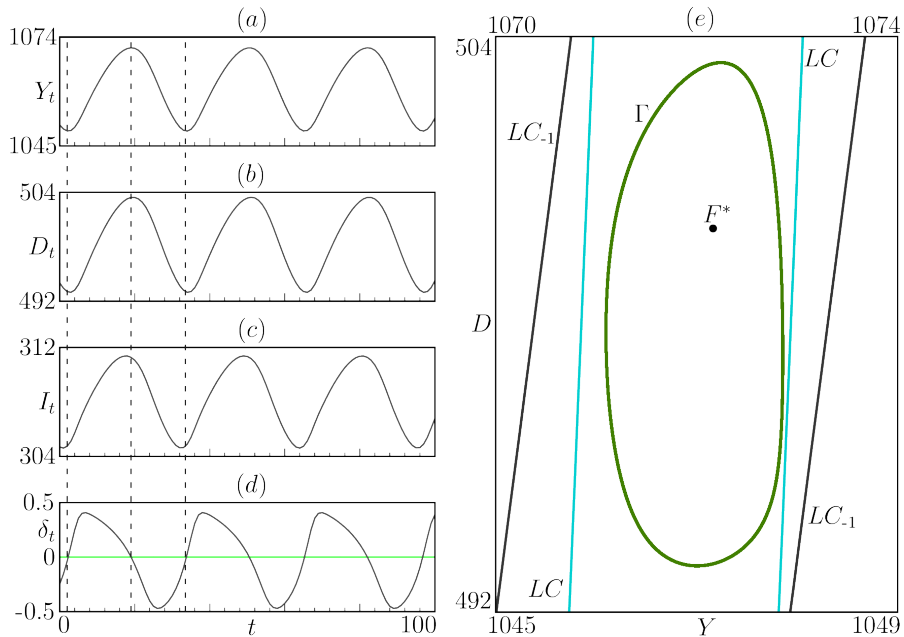 (a)
1074
Y_t
1045
(b)
504
D_t
492
(c)
312
I_t
304
(d)
0.5
δ_t
0
-0.5
0 t 100
(e)
1070 1074
504
LC
Γ
LC_-1
F*
D
LC_-1
LC
492
1045 Y 1049